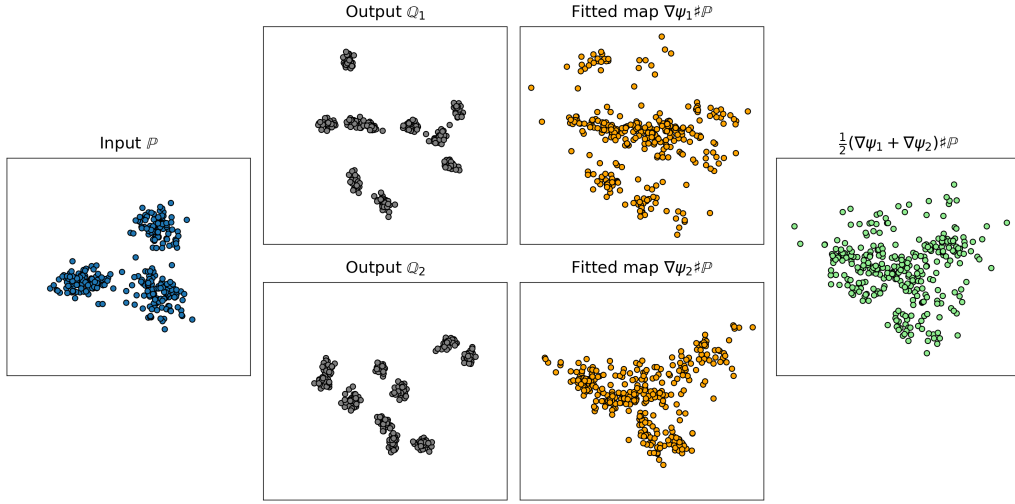 Output ℚ₁
Fitted map ∇ψ₁♯ℙ
Input ℙ
½(∇ψ₁ + ∇ψ₂)♯ℙ
Output ℚ₂
Fitted map ∇ψ₂♯ℙ